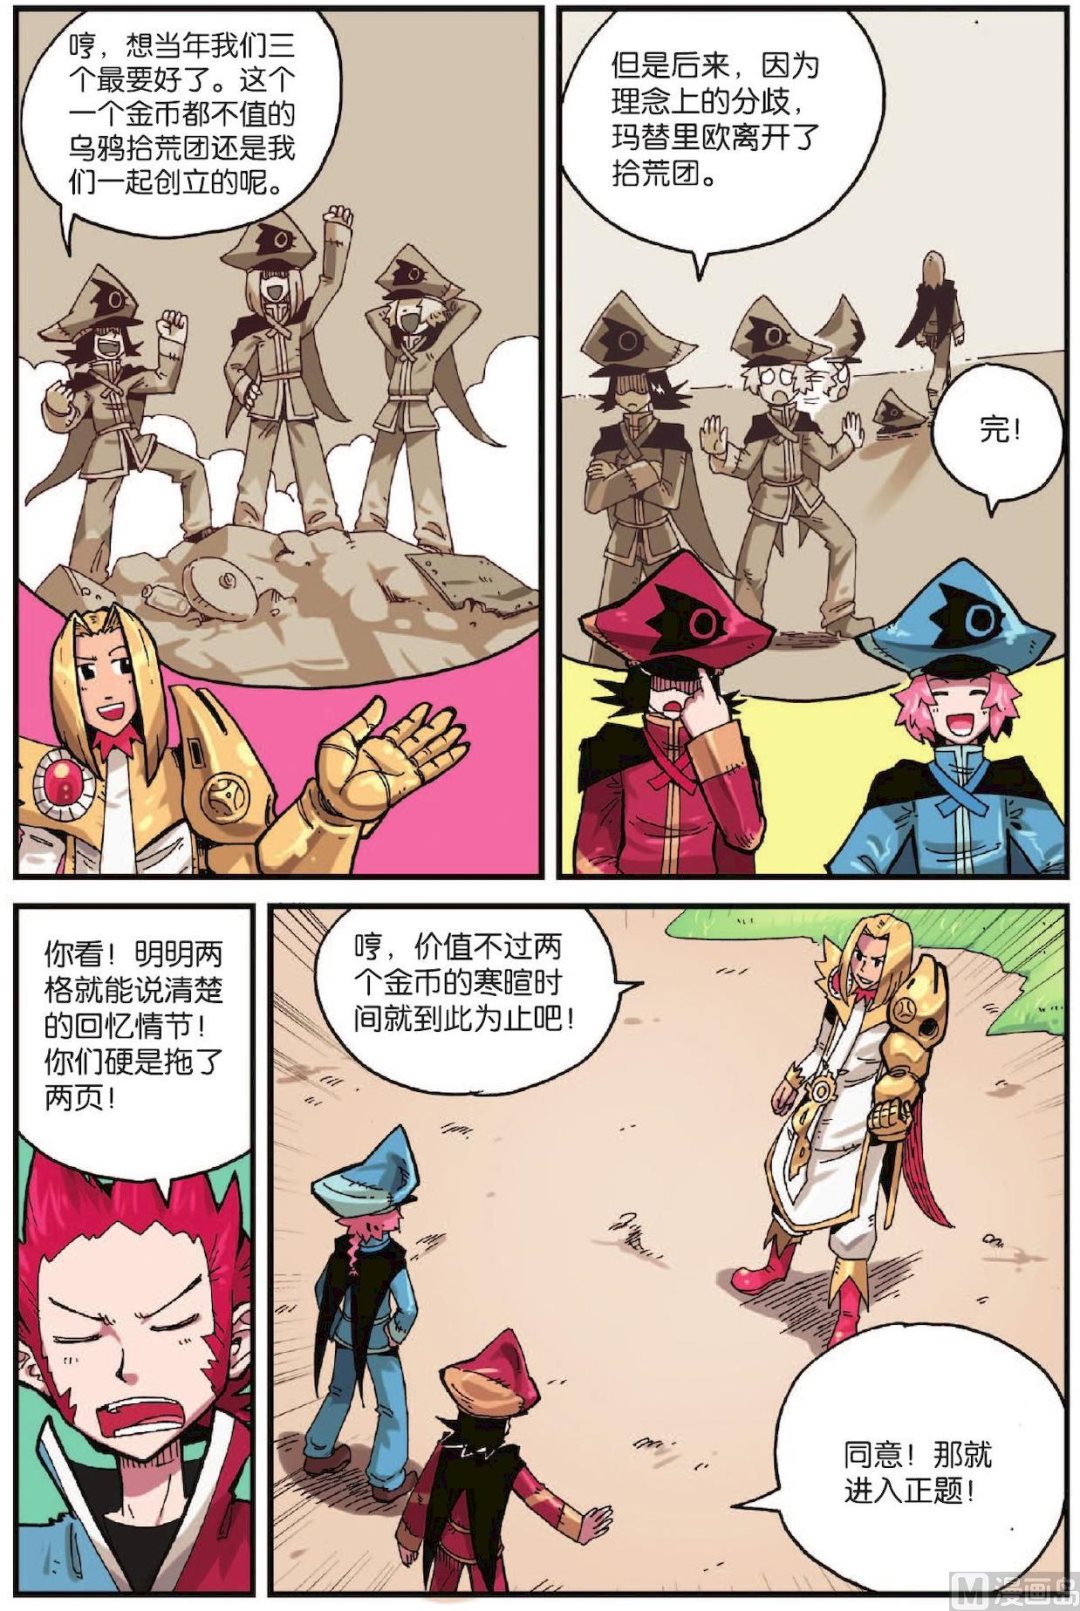 哼，想当年我们三
个最要好了。这个
一个金币都不值的
乌鸦拾荒团还是我
们一起创立的呢。
但是后来，因为
理念上的分歧，
玛替里欧离开了
拾荒团。
完！
你看！明明两
格就能说清楚
的回忆情节！
你们硬是拖了
两页！
哼，价值不过两
个金币的寒暄时
间就到此为止吧！
同意！那就
进入正题！
M 漫画岛